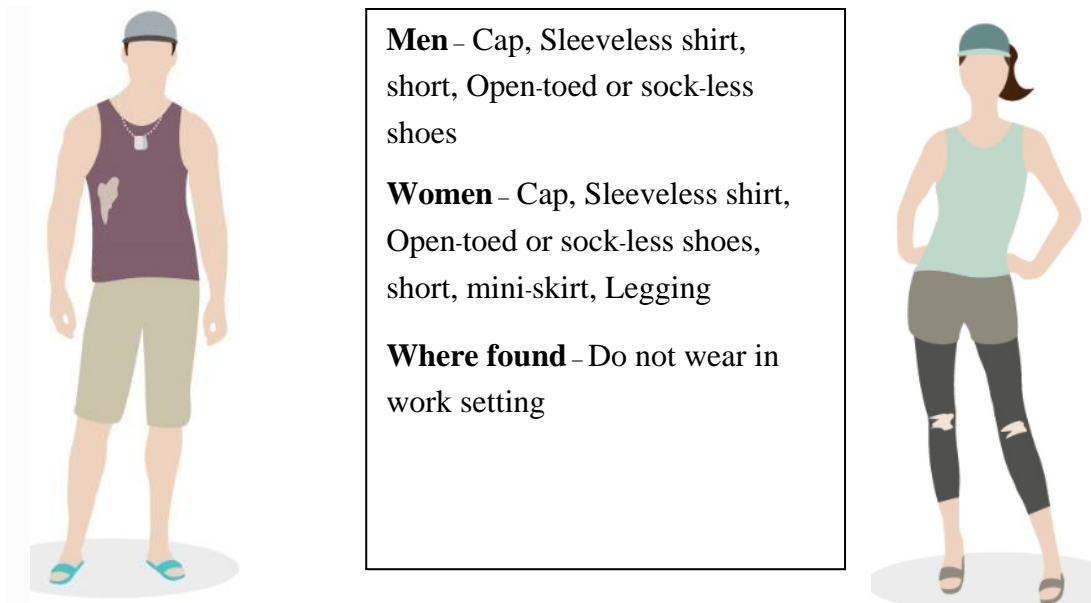 Men – Cap, Sleeveless shirt,
short, Open-toed or sock-less
shoes
Women – Cap, Sleeveless shirt,
Open-toed or sock-less shoes,
short, mini-skirt, Legging
Where found – Do not wear in
work setting